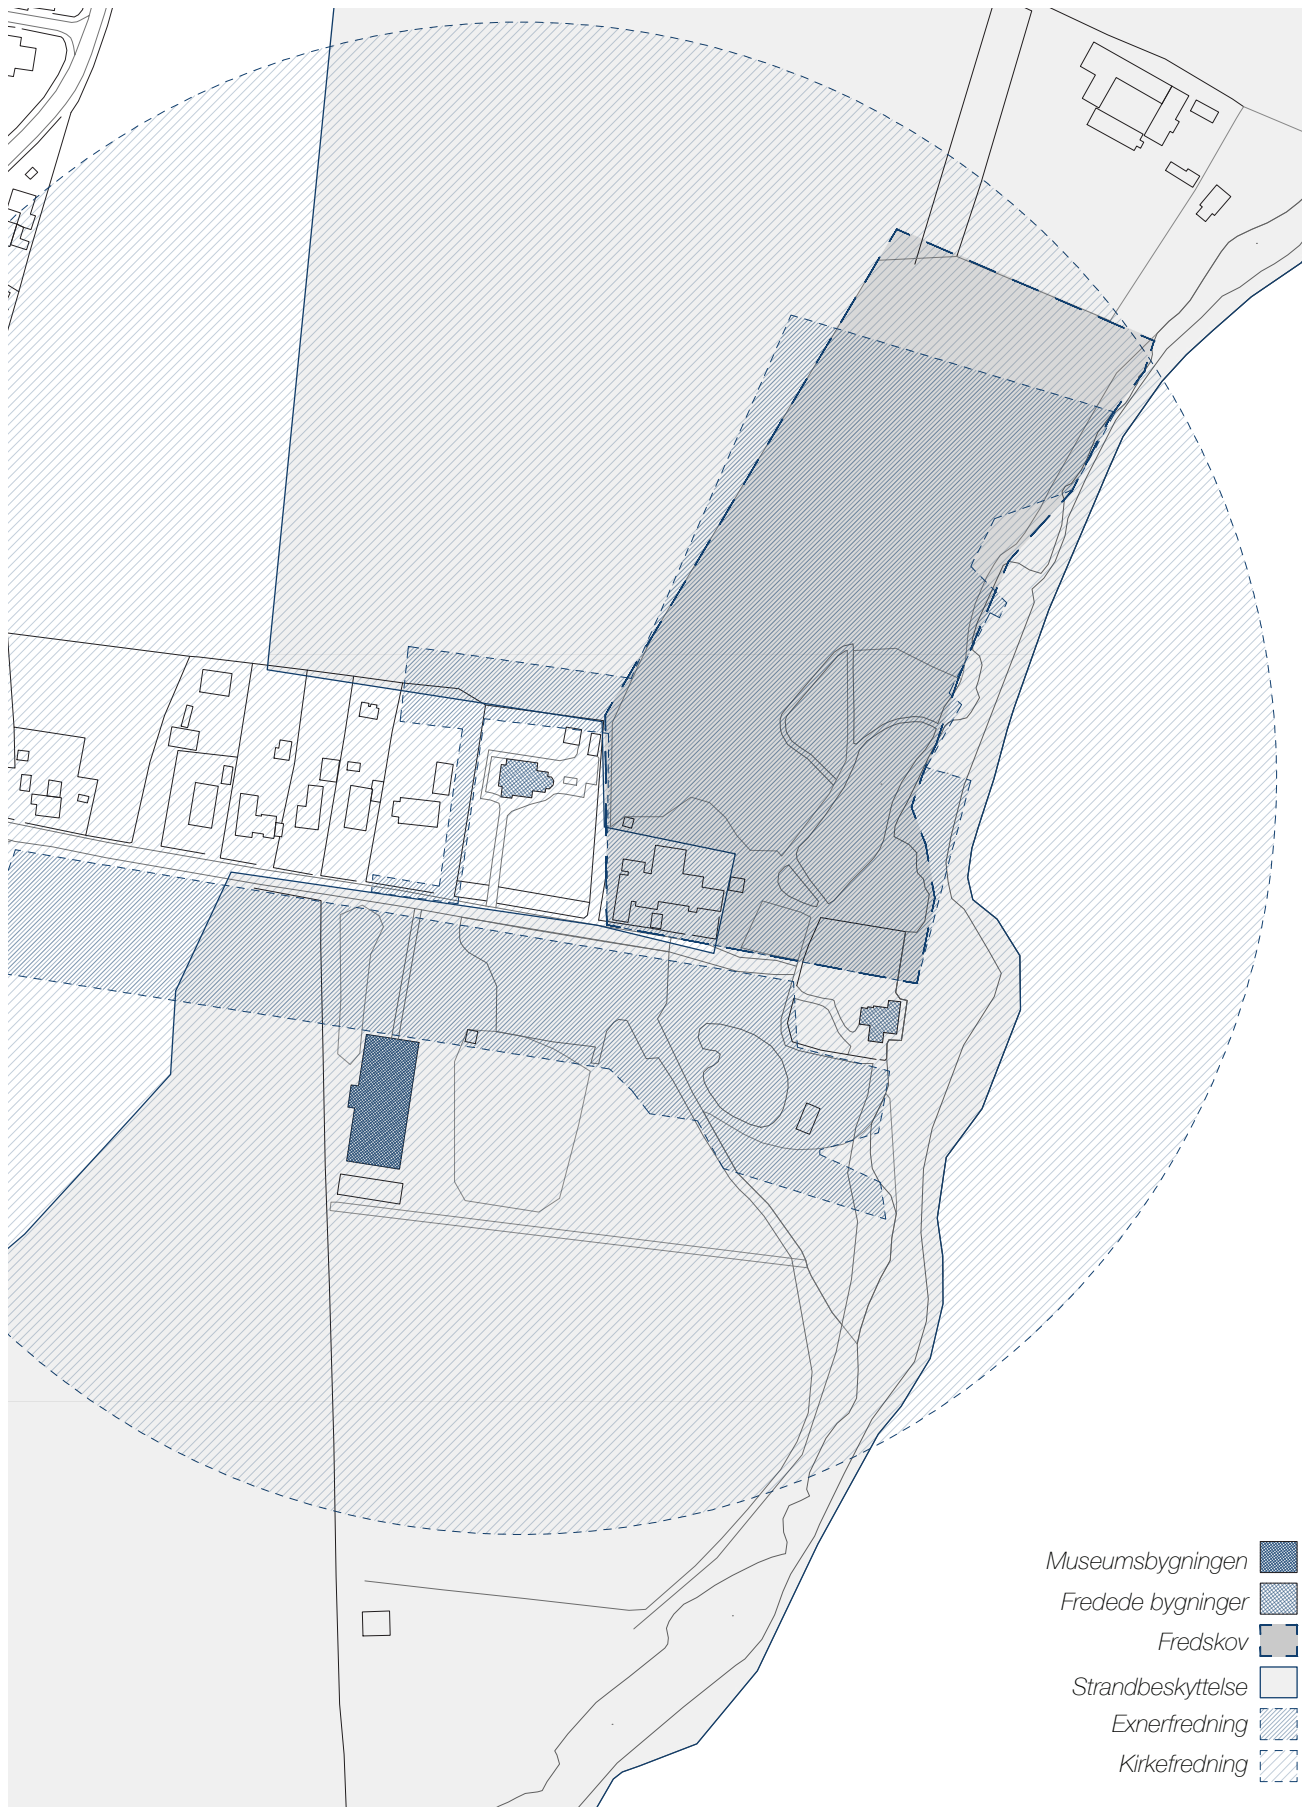 Museumsbygningen
Fredede bygninger
Fredskov
Strandbeskyttelse
Exnerfredning
Kirkefredning